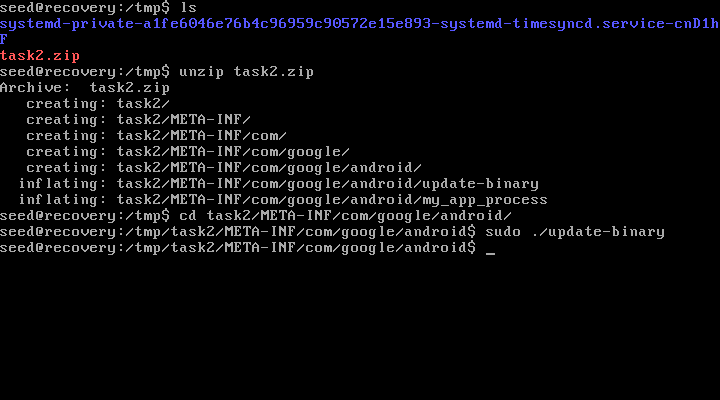 seed@recovery:/tmp$ ls
systemd-private-a1fe6046e76b4c96959c90572e15e893-systemd-timesyncd.service-cnD1h
F
task2.zip
seed@recovery:/tmp$ unzip task2.zip
Archive:  task2.zip
   creating: task2/
   creating: task2/META-INF/
   creating: task2/META-INF/com/
   creating: task2/META-INF/com/google/
   creating: task2/META-INF/com/google/android/
  inflating: task2/META-INF/com/google/android/update-binary
  inflating: task2/META-INF/com/google/android/my_app_process
seed@recovery:/tmp$ cd task2/META-INF/com/google/android/
seed@recovery:/tmp/task2/META-INF/com/google/android$ sudo ./update-binary
seed@recovery:/tmp/task2/META-INF/com/google/android$ _